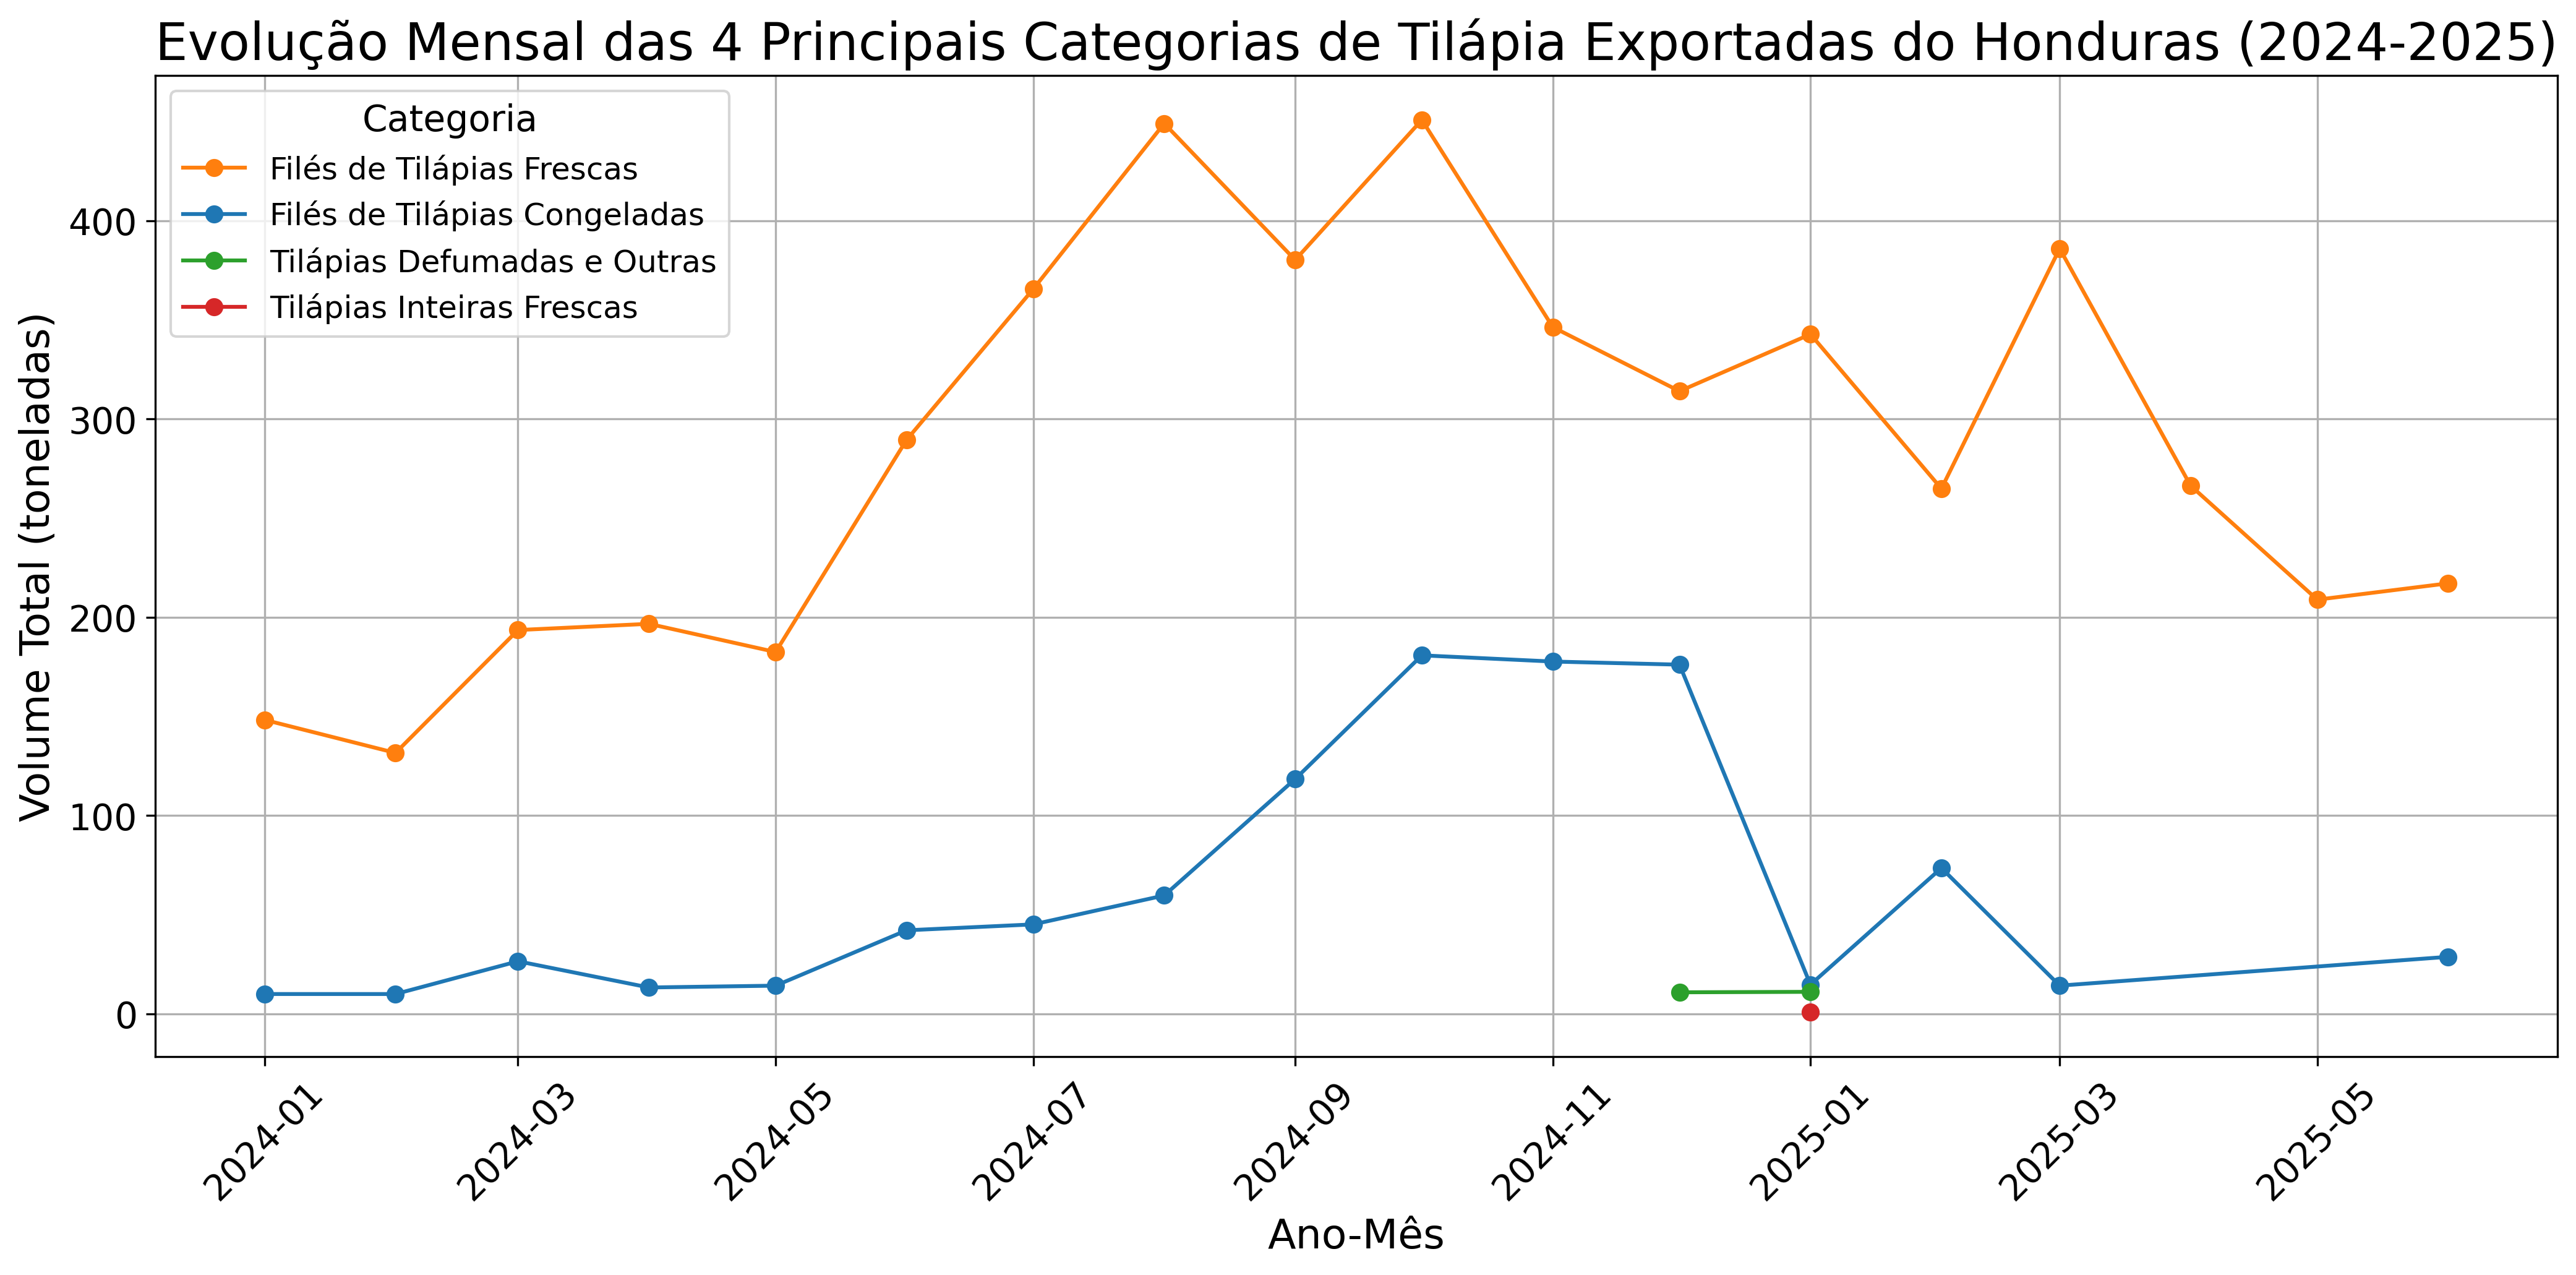 Evolução Mensal das 4 Principais Categorias de Tilápia Exportadas do Honduras (2024-2025)
Categoria
Filés de Tilápias Frescas
Filés de Tilápias Congeladas
Tilápias Defumadas e Outras
Tilápias Inteiras Frescas
Volume Total (toneladas)
400
300
200
100
0
2024-01
2024-03
2024-05
2024-07
2024-09
2024-11
2025-01
2025-03
2025-05
Ano-Mês